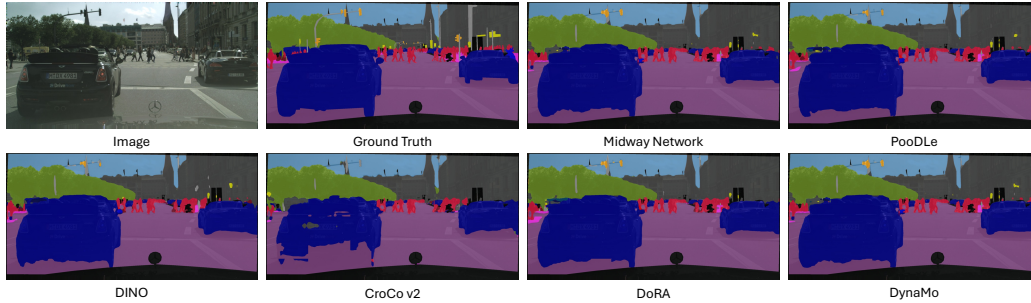 Image
Ground Truth
Midway Network
PooDLe
DINO
CroCo v2
DoRA
DynaMo